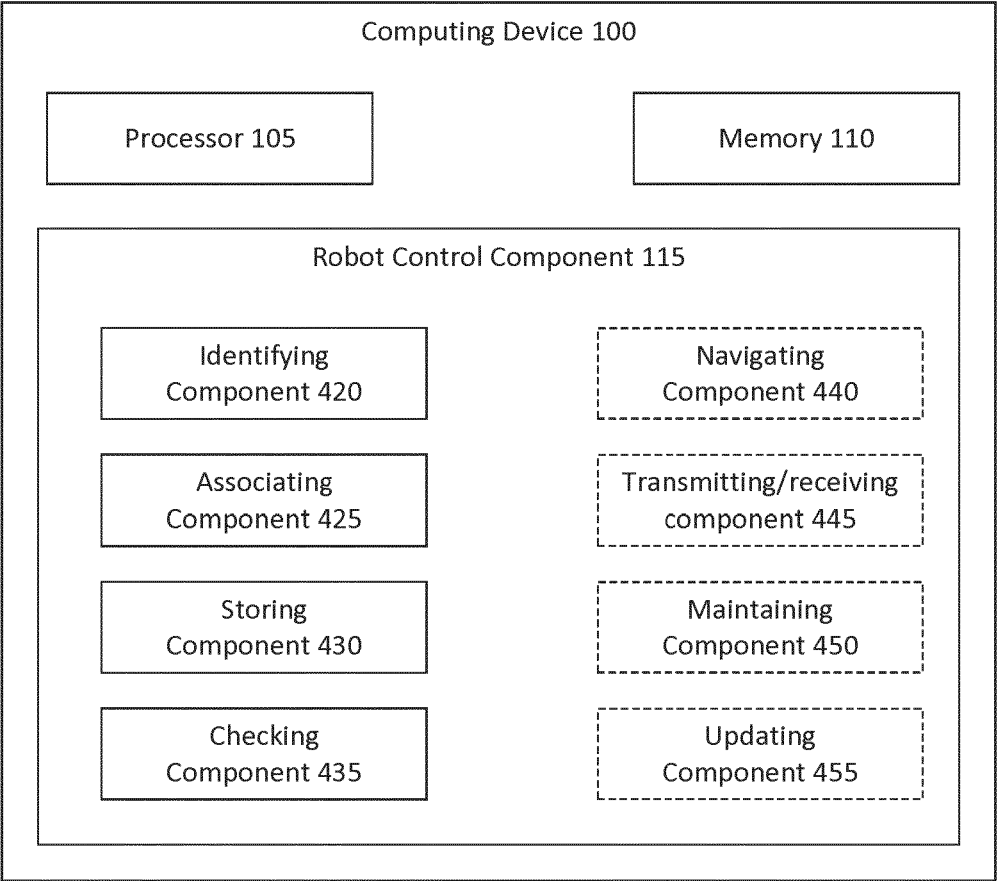 Computing Device 100
Processor 105
Memory 110
Robot Control Component 115
Identifying
Component 420
Navigating
Component 440
Associating
Component 425
Transmitting/receiving
component 445
Storing
Component 430
Maintaining
Component 450
Checking
Component 435
Updating
Component 455